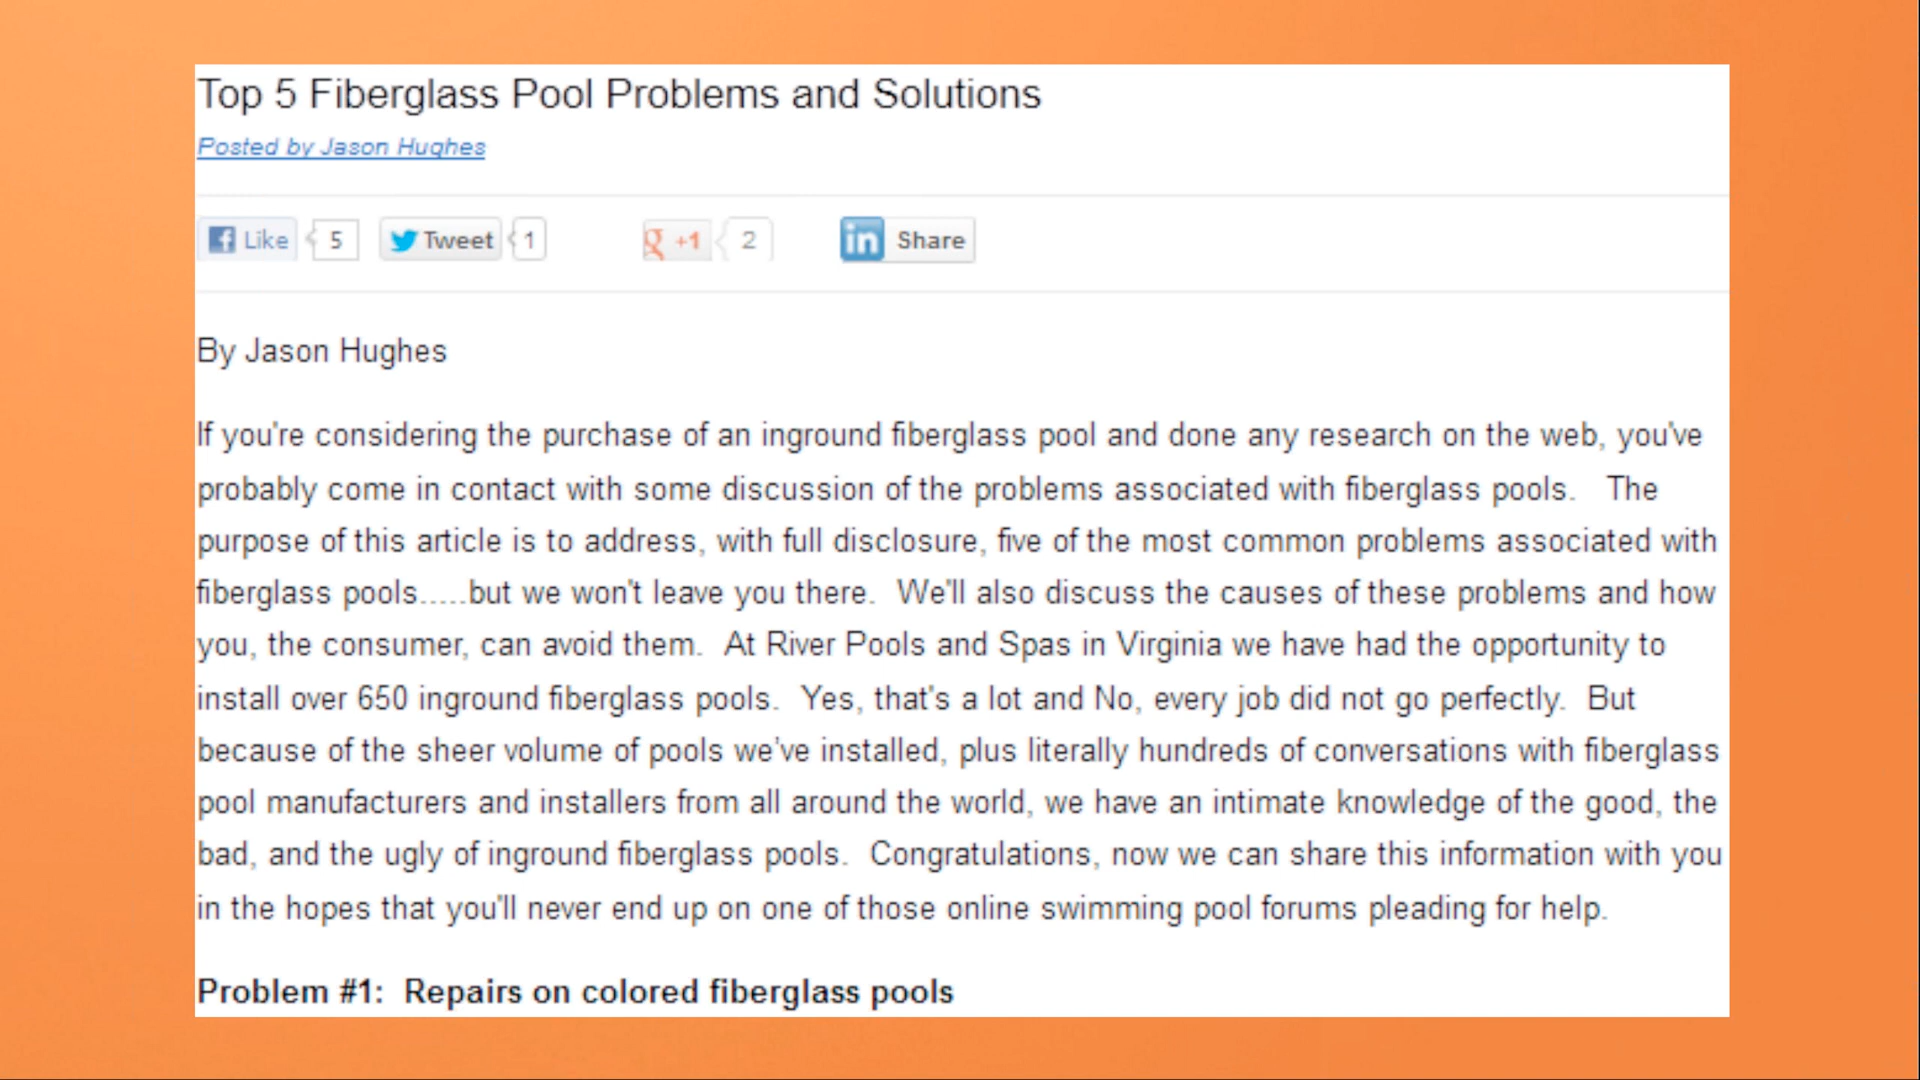 Top 5 Fiberglass Pool Problems and Solutions
Posted by Jason Hughes
Like 5 Tweet 1 +1 2 in Share
By Jason Hughes
If you're considering the purchase of an inground fiberglass pool and done any research on the web, you've
probably come in contact with some discussion of the problems associated with fiberglass pools.   The
purpose of this article is to address, with full disclosure, five of the most common problems associated with
fiberglass pools.....but we won't leave you there.  We'll also discuss the causes of these problems and how
you, the consumer, can avoid them.  At River Pools and Spas in Virginia we have had the opportunity to
install over 650 inground fiberglass pools.  Yes, that's a lot and No, every job did not go perfectly.  But
because of the sheer volume of pools we've installed, plus literally hundreds of conversations with fiberglass
pool manufacturers and installers from all around the world, we have an intimate knowledge of the good, the
bad, and the ugly of inground fiberglass pools.  Congratulations, now we can share this information with you
in the hopes that you'll never end up on one of those online swimming pool forums pleading for help.
Problem #1:  Repairs on colored fiberglass pools